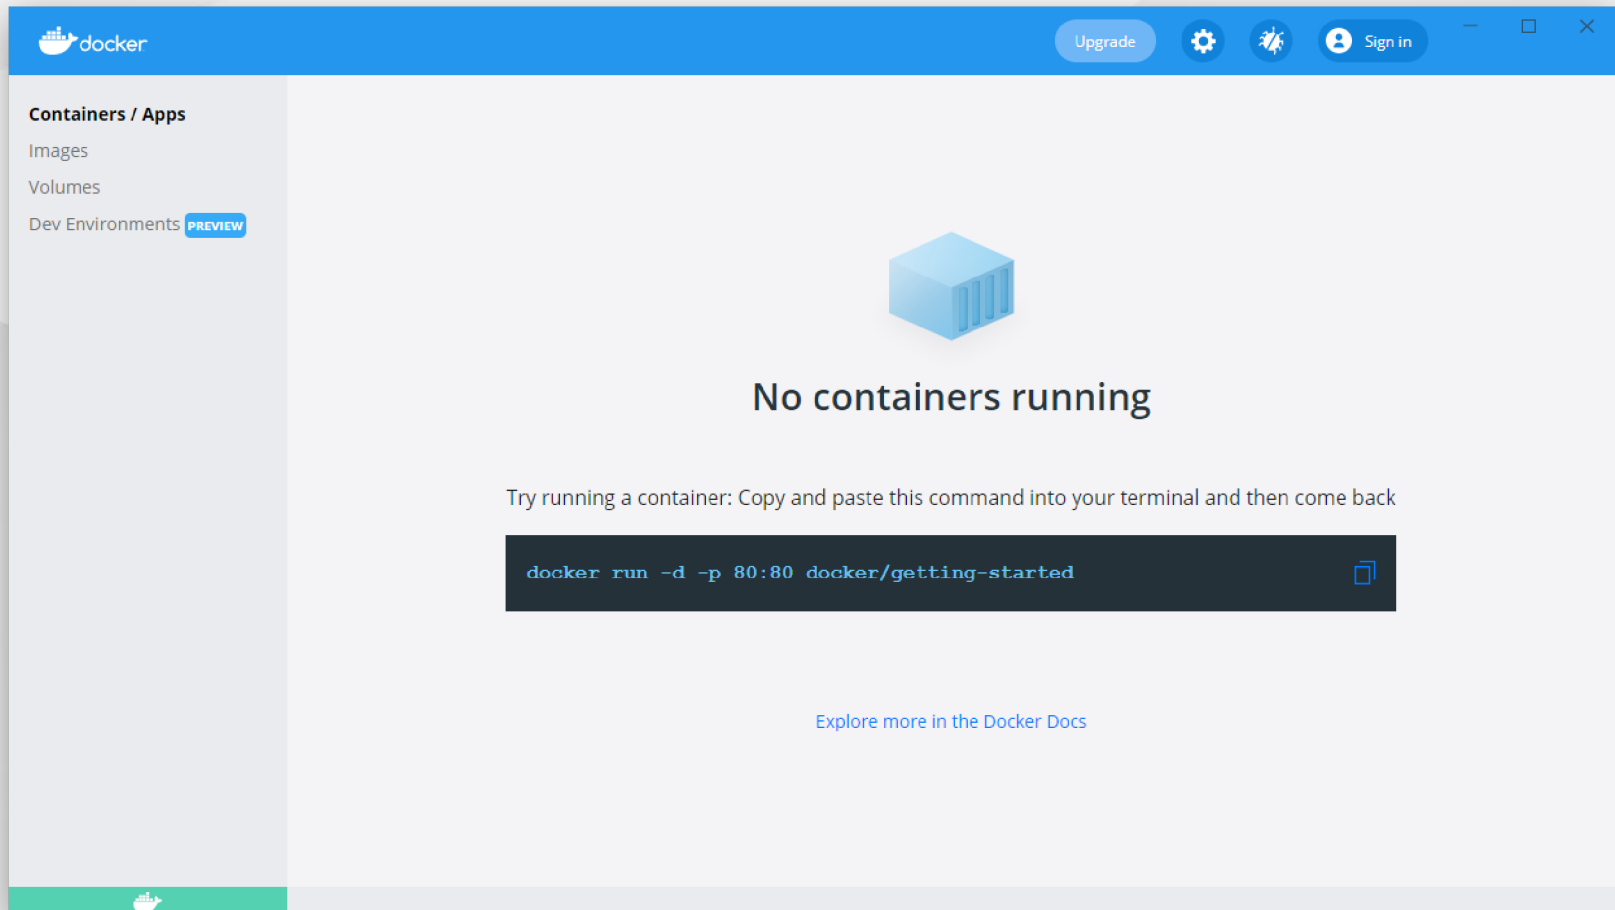 docker
Upgrade
Sign in
Containers / Apps
Images
Volumes
Dev Environments PREVIEW
No containers running
Try running a container: Copy and paste this command into your terminal and then come back
docker run -d -p 80:80 docker/getting-started
Explore more in the Docker Docs